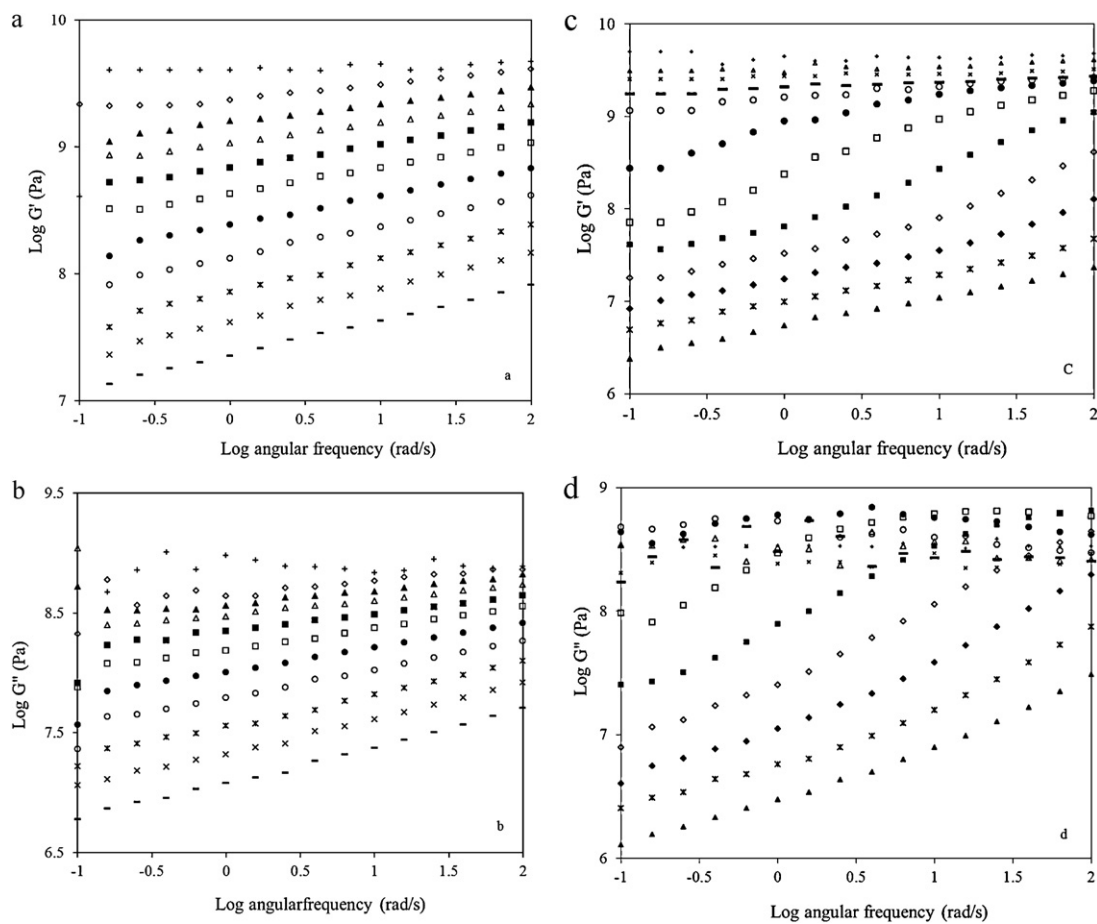 a
10
9
8
7
-1 -0.5 0 0.5 1 1.5 2
Log G' (Pa)
Log angular frequency (rad/s)
a
b
9.5
8.5
7.5
6.5
-1 -0.5 0 0.5 1 1.5 2
Log G" (Pa)
Log angularfrequency (rad/s)
b
c
10
9
8
7
6
-1 -0.5 0 0.5 1 1.5 2
Log G' (Pa)
Log angular frequency (rad/s)
C
d
9
8
7
6
-1 -0.5 0 0.5 1 1.5 2
Log G" (Pa)
Log angular frequency (rad/s)
d